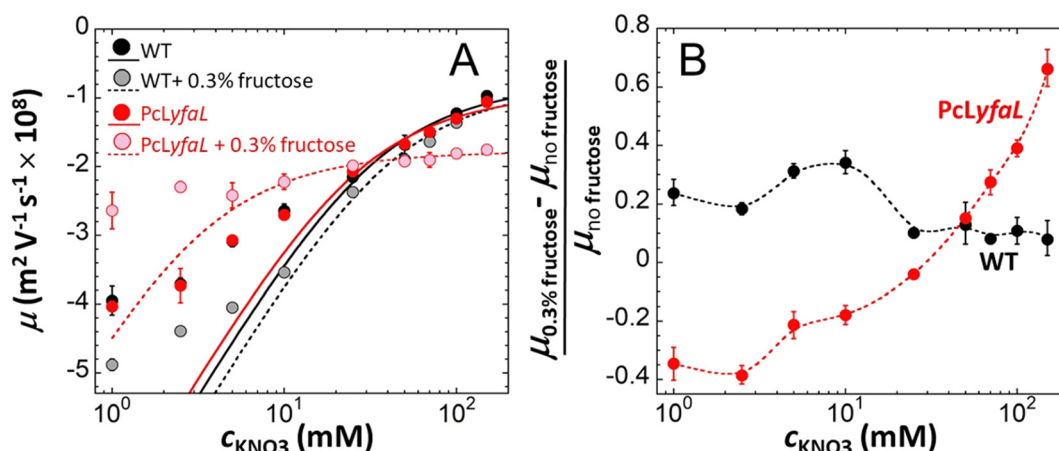 A
WT
WT+ 0.3% fructose
PcLyfaL
PcLyfaL + 0.3% fructose
0
-1
-2
-3
-4
-5
μ (m² V⁻¹ s⁻¹ × 10⁸)
10⁰ 10¹ 10²
cKNO3 (mM)
B
PcLyfaL
WT
0.8
0.6
0.4
0.2
0
-0.2
-0.4
μ0.3% fructose- μno fructose
μno fructose
10⁰ 10¹ 10²
cKNO3 (mM)